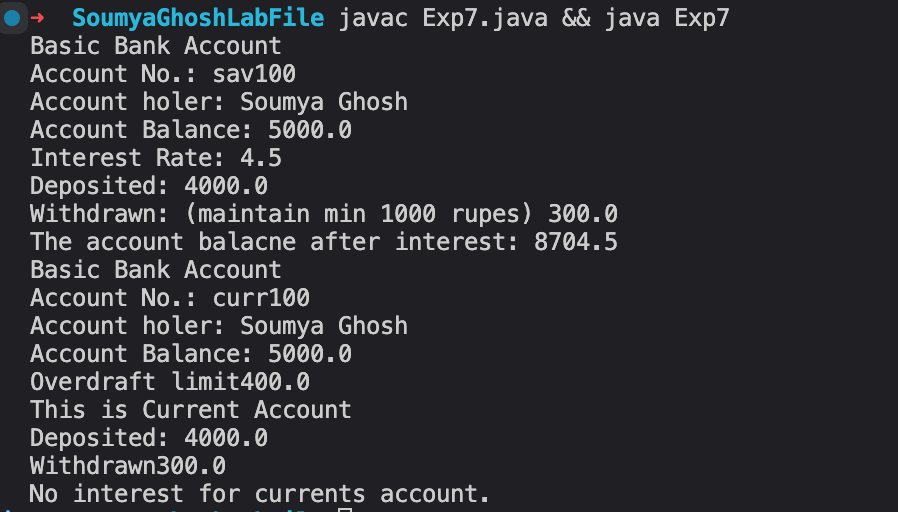 ➜ SoumyaGhoshLabFile javac Exp7.java && java Exp7
Basic Bank Account
Account No.: sav100
Account holer: Soumya Ghosh
Account Balance: 5000.0
Interest Rate: 4.5
Deposited: 4000.0
Withdrawn: (maintain min 1000 rupes) 300.0
The account balacne after interest: 8704.5
Basic Bank Account
Account No.: curr100
Account holer: Soumya Ghosh
Account Balance: 5000.0
Overdraft limit400.0
This is Current Account
Deposited: 4000.0
Withdrawn300.0
No interest for currents account.